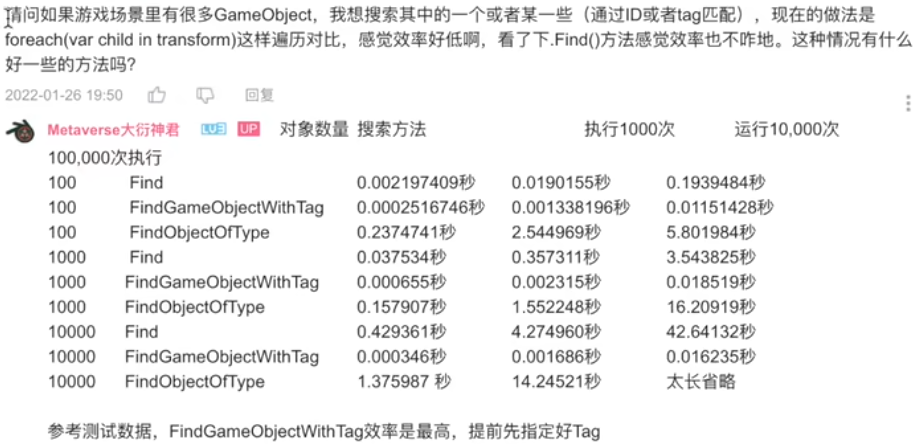 请问如果游戏场景里有很多GameObject，我想搜索其中的一个或者某一些（通过ID或者tag匹配），现在的做法是
foreach(var child in transform)这样遍历对比，感觉效率好低啊，看了下.Find()方法感觉效率也不咋地。这种情况有什么
好一些的方法吗?
2022-01-26 19:50 回复
Metaverse大衍神君 LV3 UP 对象数量 搜索方法 执行1000次 运行10,000次
100,000次执行
100 Find 0.002197409秒 0.0190155秒 0.1939484秒
100 FindGameObjectWithTag 0.0002516746秒 0.001338196秒 0.01151428秒
100 FindObjectOfType 0.2374741秒 2.544969秒 5.801984秒
1000 Find 0.037534秒 0.357311秒 3.543825秒
1000 FindGameObjectWithTag 0.000655秒 0.002315秒 0.018519秒
1000 FindObjectOfType 0.157907秒 1.552248秒 16.20919秒
10000 Find 0.429361秒 4.274960秒 42.64132秒
10000 FindGameObjectWithTag 0.000346秒 0.001686秒 0.016235秒
10000 FindObjectOfType 1.375987 秒 14.24521秒 太长省略
参考测试数据，FindGameObjectWithTag效率是最高，提前先指定好Tag